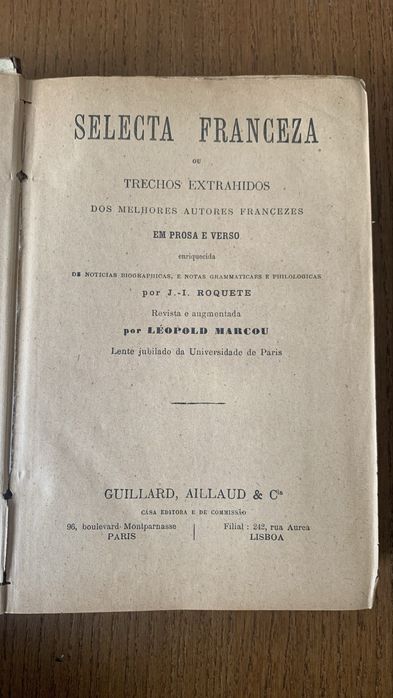 SELECTA FRANCEZA
OU
TRECHOS EXTRAHIDOS
DOS MELHORES AUTORES FRANCEZES
EM PROSA E VERSO
enriquecida
DE NOTICIAS BIOGRAPHICAS, E NOTAS GRAMMATICAES E PHILOLOGICAS
por J.-I. ROQUETE
Revista e augmentada
por LÉOPOLD MARCOU
Lente jubilado da Universidade de Paris
GUILLARD, AILLAUD & Cia
CASA EDITORA E DE COMMISSÃO
96, boulevard Montparnasse
PARIS
Filial : 242, rua Aurea
LISBOA